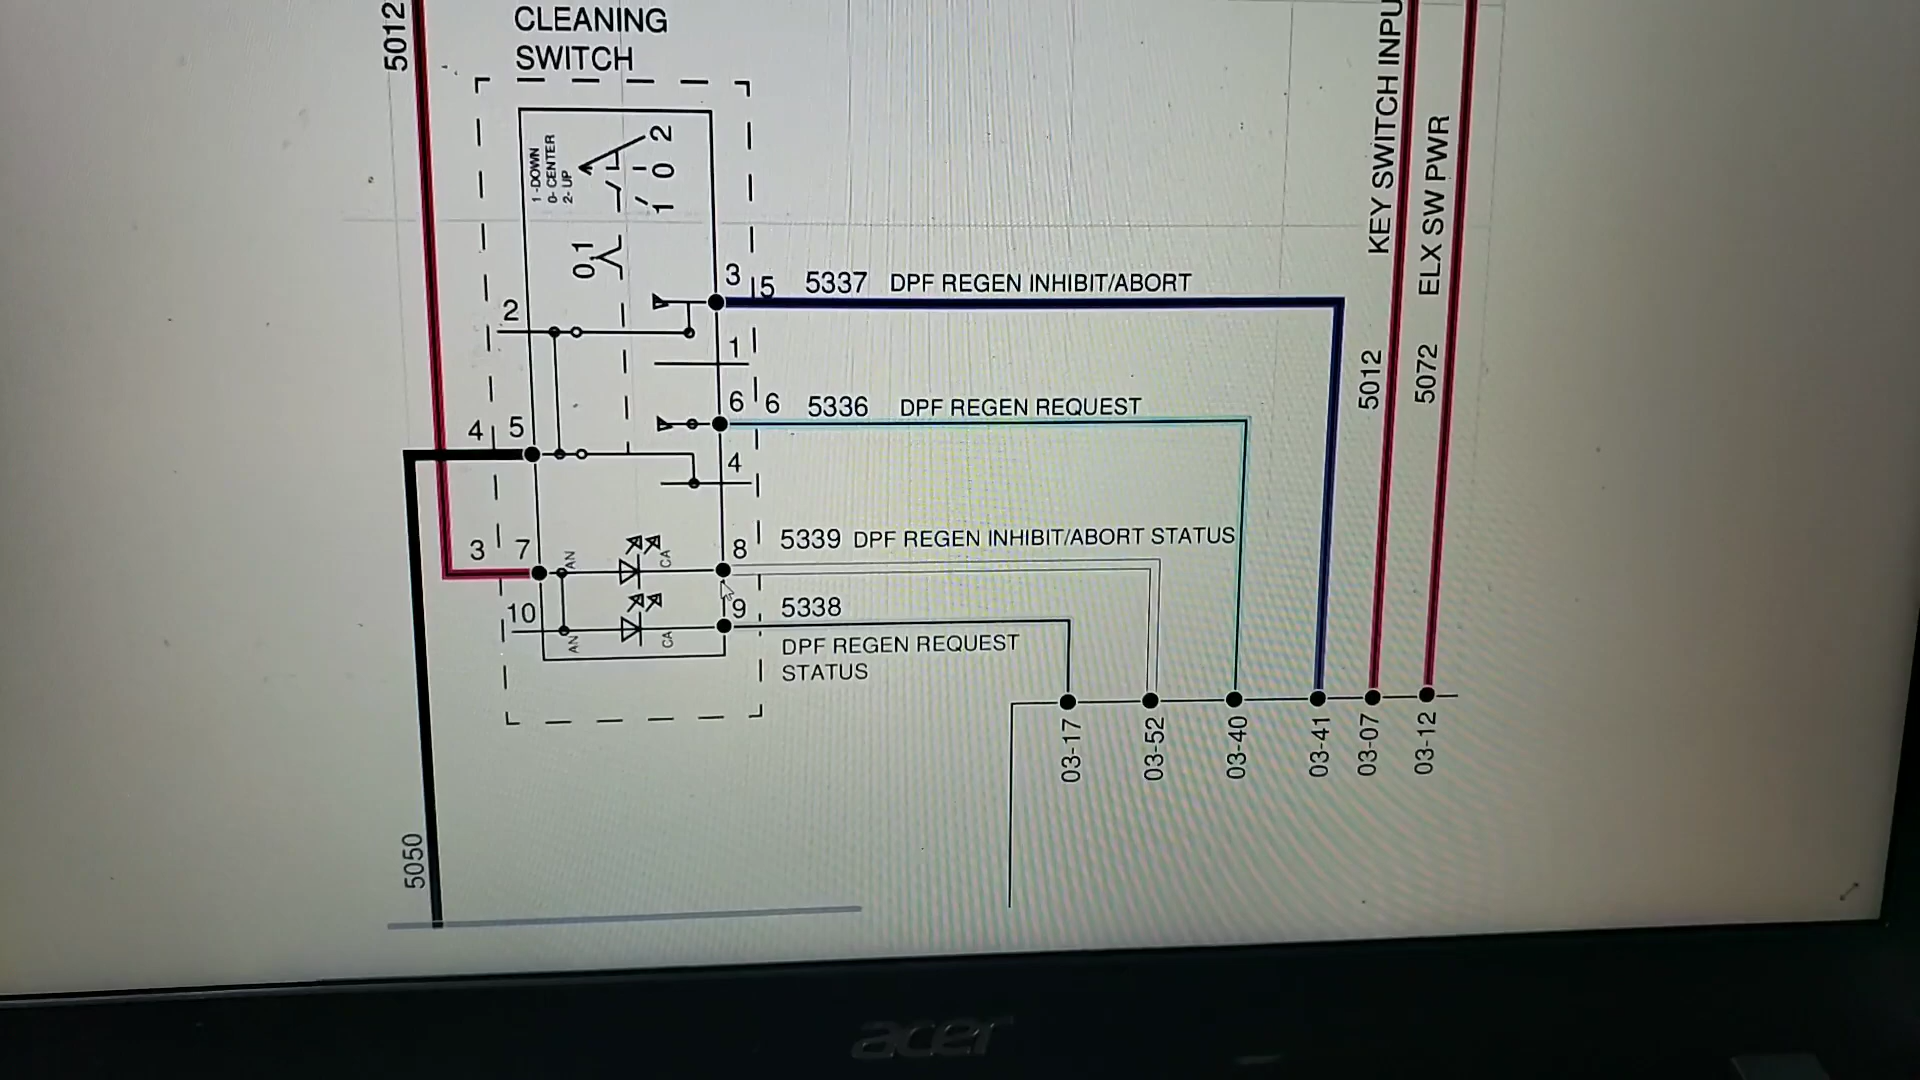 5012
CLEANING
SWITCH
1 -DOWN
0- CENTER
2- UP
1 0 2
0,1
2
3
5
5337 DPF REGEN INHIBIT/ABORT
1
6
6
5336 DPF REGEN REQUEST
4
5
4
3
7
AN
CA
8
5339 DPF REGEN INHIBIT/ABORT STATUS
10
AN
CA
9
5338
DPF REGEN REQUEST
STATUS
5050
5012 KEY SWITCH INPU
5072 ELX SW PWR
03-17
03-52
03-40
03-41
03-07
03-12
acer